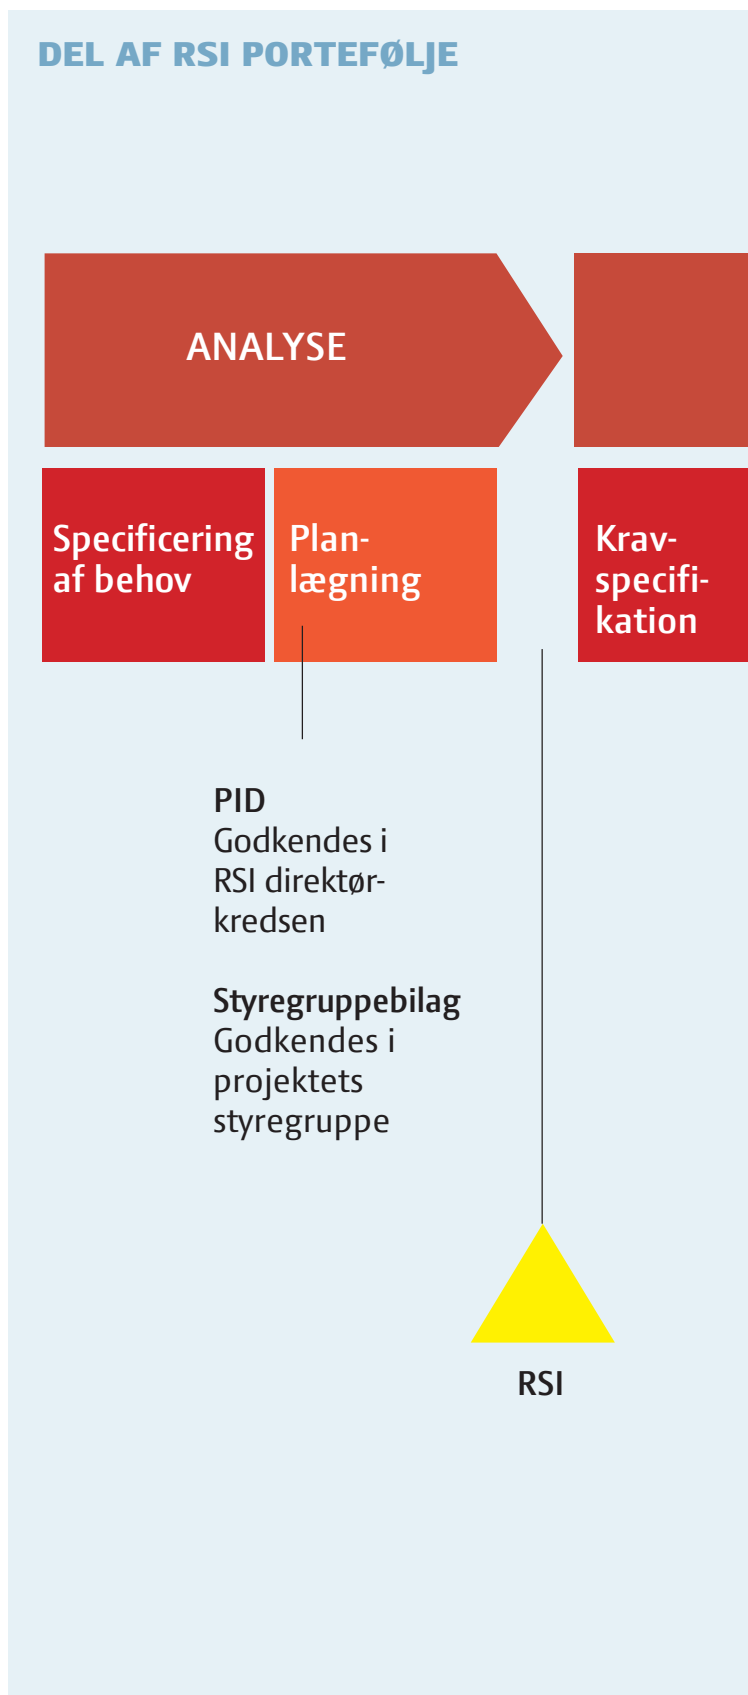 DEL AF RSI PORTEFØLJE
ANALYSE
Specificering
af behov
Plan-
lægning
Krav-
specifi-
kation
PID
Godkendes i
RSI direktør-
kredsen
Styregruppebilag
Godkendes i
projektets
styregruppe
RSI